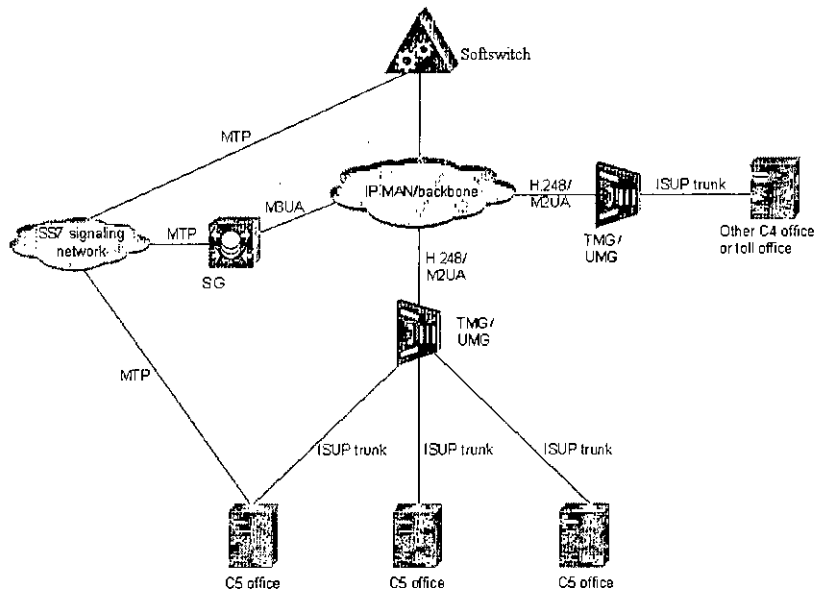 Softswitch
MTP
IP MAN/backbone
H.248/
M2UA
ISUP trunk
M3UA
SS7 signaling
network
MTP
SG
TMG/
UMG
Other C4 office
or toll office
H.248/
M2UA
TMG/
UMG
MTP
ISUP trunk
ISUP trunk
ISUP trunk
C5 office
C5 office
C5 office